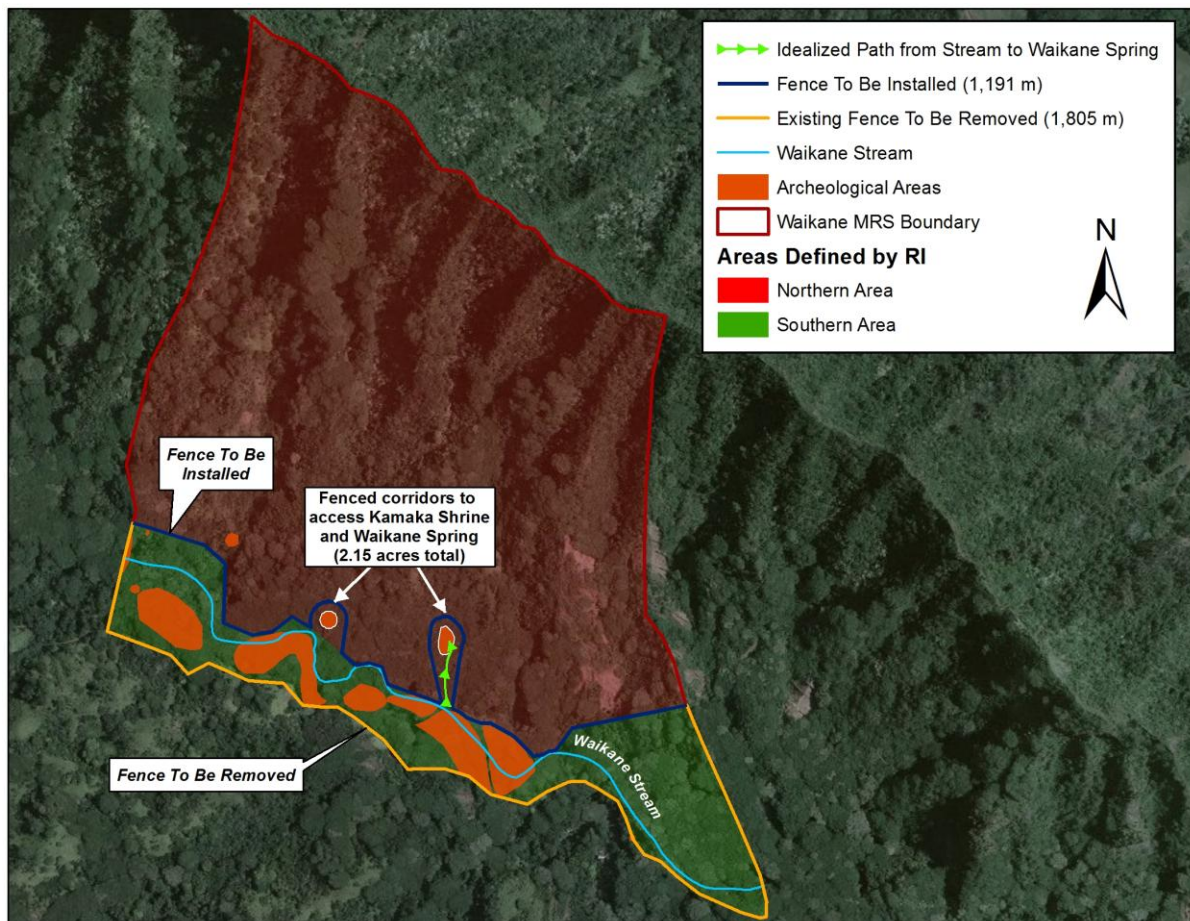 Idealized Path from Stream to Waikane Spring
Fence To Be Installed (1,191 m)
Existing Fence To Be Removed (1,805 m)
Waikane Stream
Archeological Areas
Waikane MRS Boundary
Areas Defined by RI
Northern Area
Southern Area
N
Fence To Be
Installed
Fenced corridors to
access Kamaka Shrine
and Waikane Spring
(2.15 acres total)
Fence To Be Removed
Waikane Stream